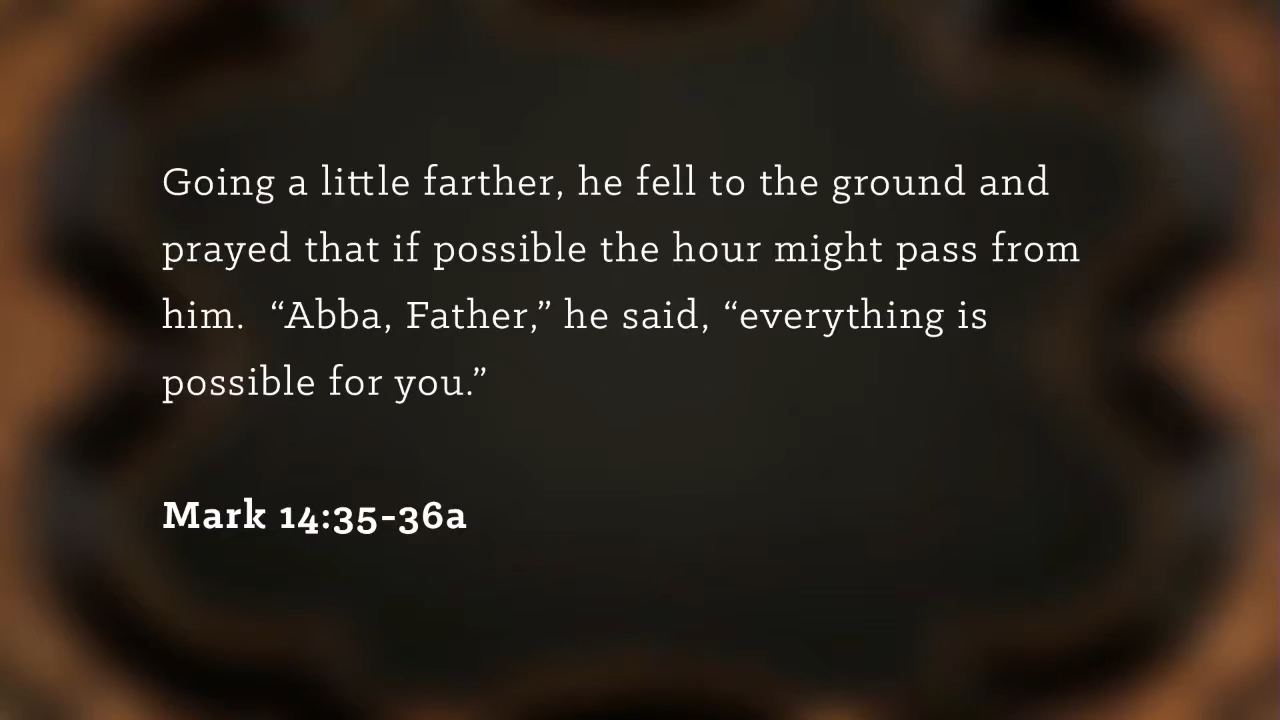 Going a little farther, he fell to the ground and
prayed that if possible the hour might pass from
him.  “Abba, Father,” he said, “everything is
possible for you.”
Mark 14:35-36a